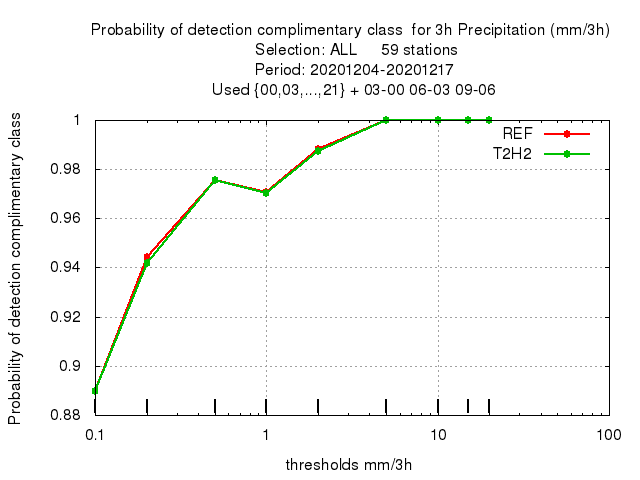 Probability of detection complimentary class  for 3h Precipitation (mm/3h)
Selection: ALL     59 stations
Period: 20201204-20201217
Used {00,03,...,21} + 03-00 06-03 09-06
Probability of detection complimentary class
1
0.98
0.96
0.94
0.92
0.9
0.88
REF
T2H2
0.1 1 10 100
thresholds mm/3h